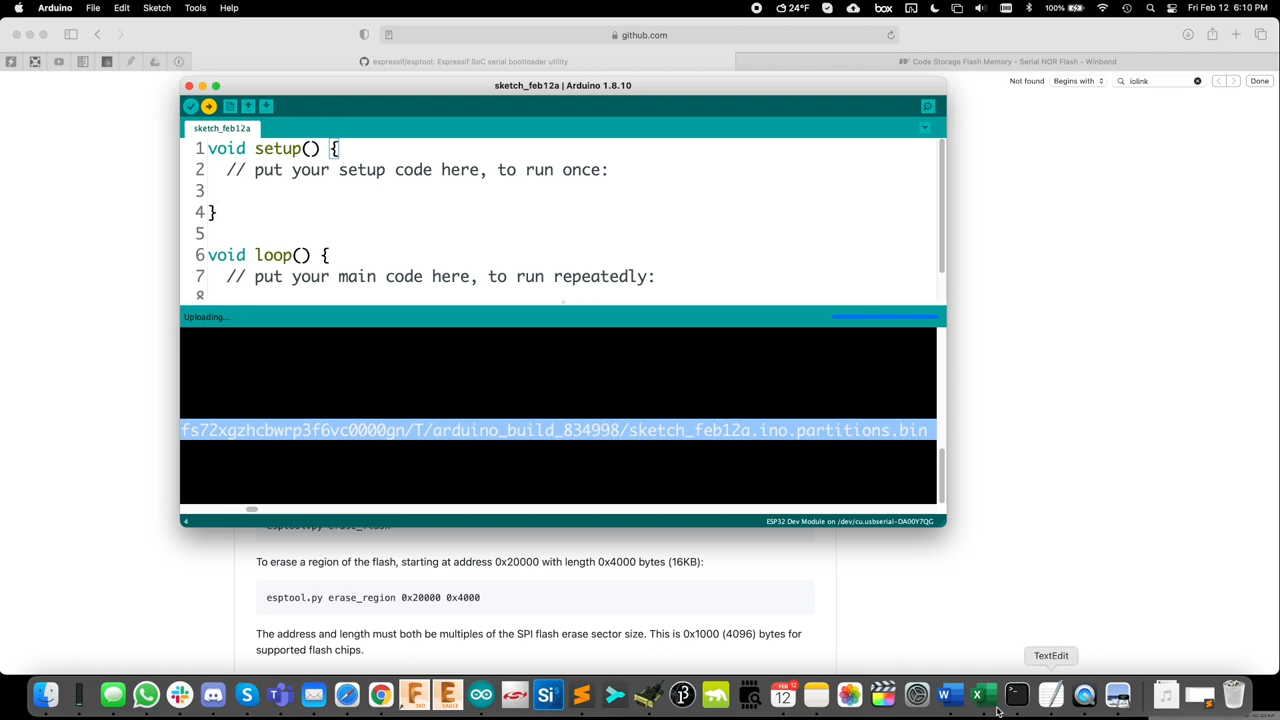 Arduino File Edit Sketch Tools Help
24°F
box
100%
Fri Feb 12 6:10 PM
github.com
espressif/esptool: Espressif SoC serial bootloader utility
Code Storage Flash Memory - Serial NOR Flash - Winbond
Not found Begins with iolink Done
sketch_feb12a | Arduino 1.8.10
sketch_feb12a
1 void setup() {
2 // put your setup code here, to run once:
3
4 }
5
6 void loop() {
7 // put your main code here, to run repeatedly:
8
Uploading...
fs72xgzhcbwrp3f6vc0000gn/T/arduino_build_834998/sketch_feb12a.ino.partitions.bin
4
ESP32 Dev Module on /dev/cu.usbserial-DA00Y7QG
esptool.py erase_flash
To erase a region of the flash, starting at address 0x20000 with length 0x4000 bytes (16KB):
esptool.py erase_region 0x20000 0x4000
The address and length must both be multiples of the SPI flash erase sector size. This is 0x1000 (4096) bytes for
supported flash chips.
TextEdit